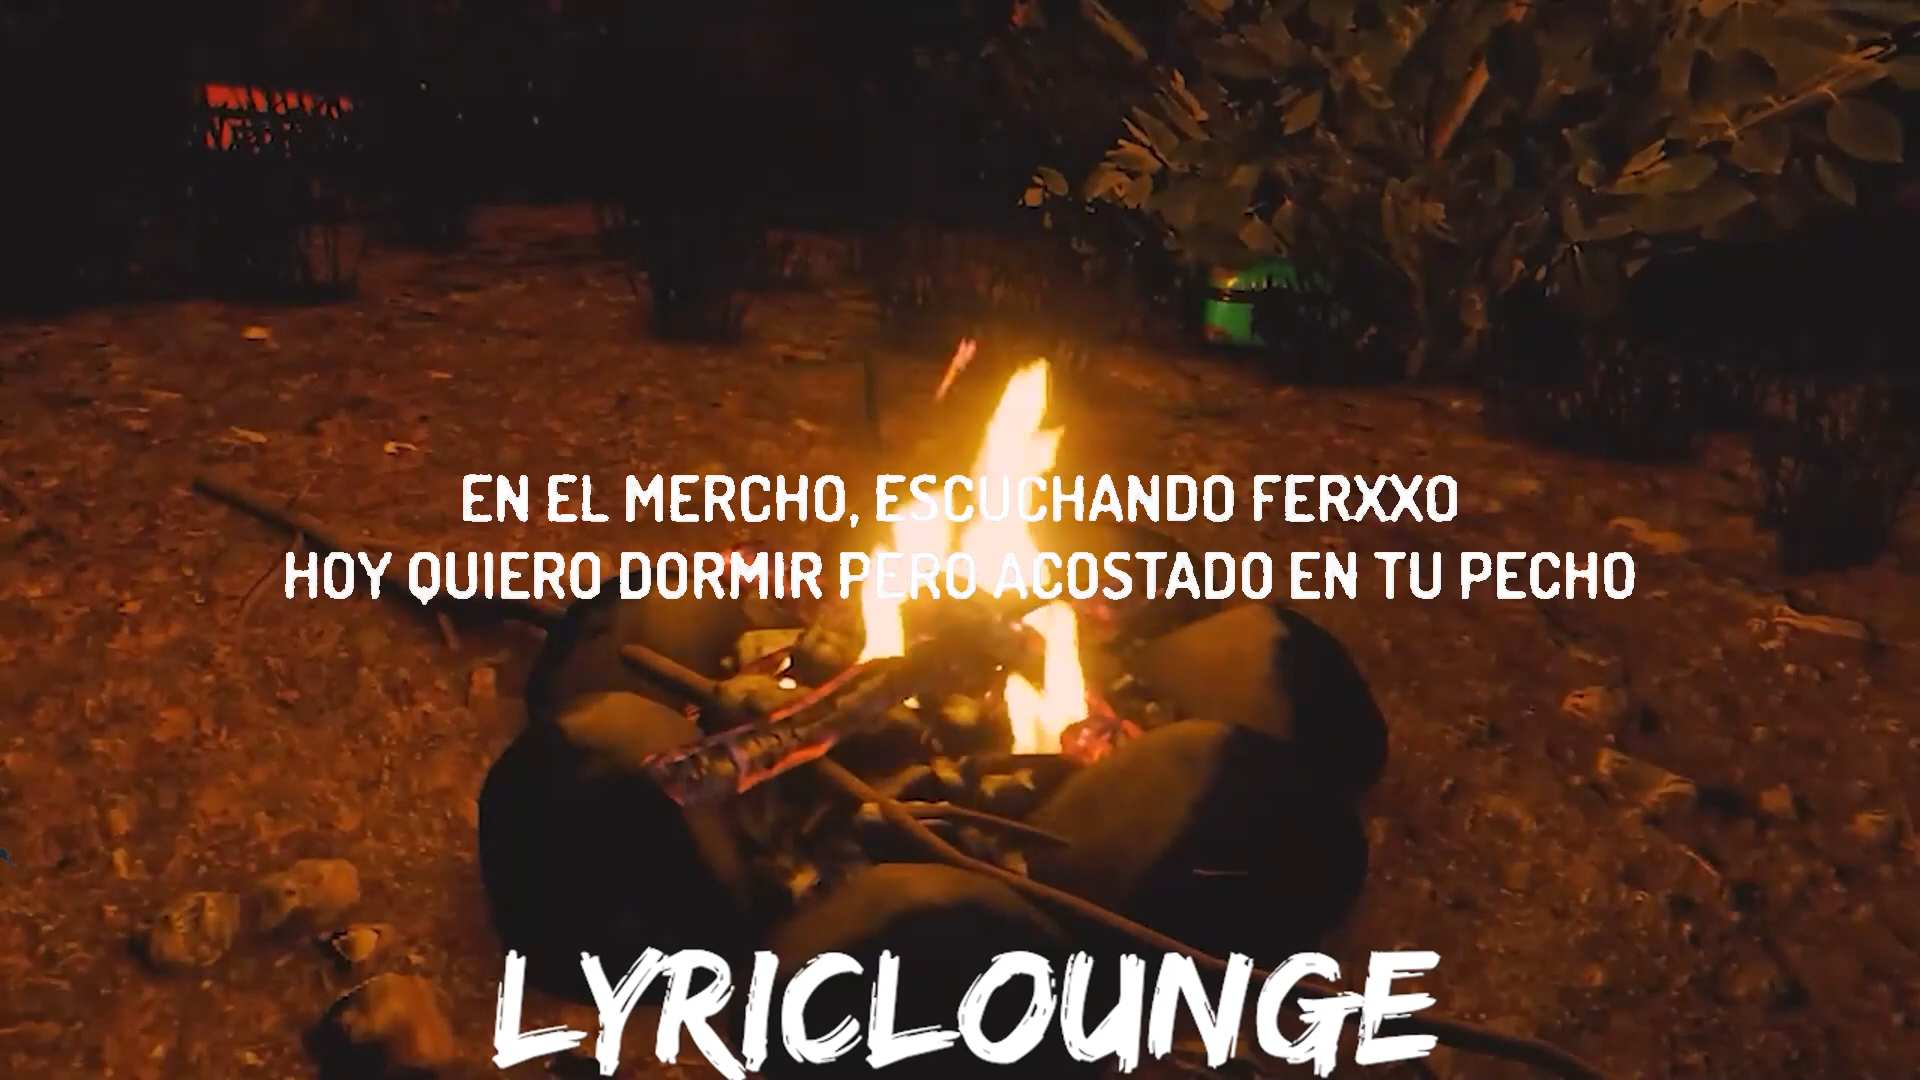 EN EL MERCHO, ESCUCHANDO FERXXO
HOY QUIERO DORMIR PERO ACOSTADO EN TU PECHO
LYRICLOUNGE